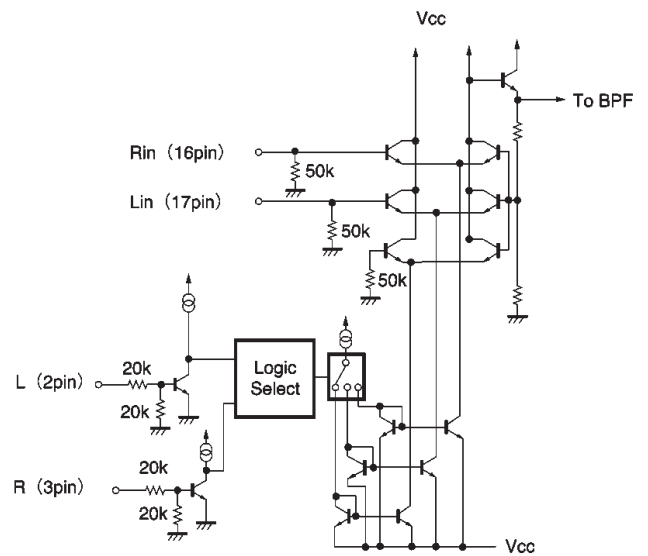 Vcc
To BPF
Rin (16pin)
50k
Lin (17pin)
50k
50k
Logic
Select
20k
L (2pin)
20k
20k
R (3pin)
20k
Vcc